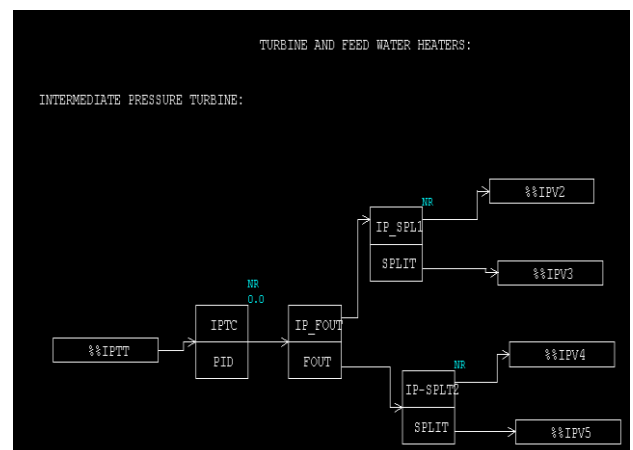 TURBINE AND FEED WATER HEATERS:
INTERMEDIATE PRESSURE TURBINE:
%%IPV2
NR
IP_SPL1
SPLIT
%%IPV3
NR
0.0
IPTC
IP_FOUT
%%IPTT
PID
FOUT
%%IPV4
NR
IP-SPLT2
SPLIT
%%IPV5